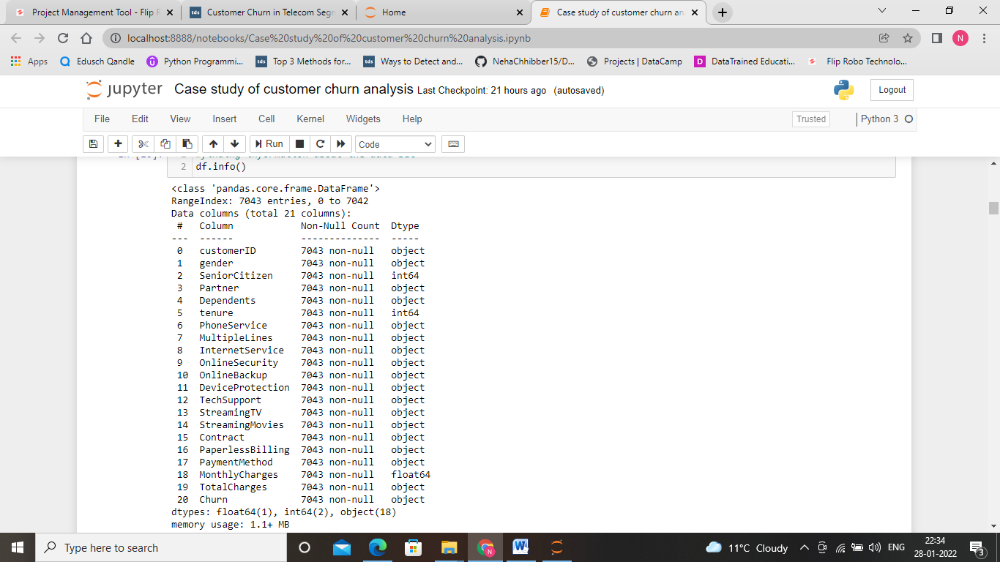 Project Management Tool - Flip R
Customer Churn in Telecom Segn
Home
Case study of customer churn an
localhost:8888/notebooks/Case%20study%20of%20customer%20churn%20analysis.ipynb
N
Apps
Edusch Qandle
Python Programmi...
tds
Top 3 Methods for...
tds
Ways to Detect and...
NehaChhibber15/D...
Projects | DataCamp
D
DataTrained Educati...
Flip Robo Technolo...
jupyter Case study of customer churn analysis Last Checkpoint: 21 hours ago (autosaved)
Logout
File Edit View Insert Cell Kernel Widgets Help
Trusted
Python 3
Run
Code
2 df.info()
<class 'pandas.core.frame.DataFrame'>
RangeIndex: 7043 entries, 0 to 7042
Data columns (total 21 columns):
# Column Non-Null Count Dtype
--- ------ -------------- -----
0 customerID 7043 non-null object
1 gender 7043 non-null object
2 SeniorCitizen 7043 non-null int64
3 Partner 7043 non-null object
4 Dependents 7043 non-null object
5 tenure 7043 non-null int64
6 PhoneService 7043 non-null object
7 MultipleLines 7043 non-null object
8 InternetService 7043 non-null object
9 OnlineSecurity 7043 non-null object
10 OnlineBackup 7043 non-null object
11 DeviceProtection 7043 non-null object
12 TechSupport 7043 non-null object
13 StreamingTV 7043 non-null object
14 StreamingMovies 7043 non-null object
15 Contract 7043 non-null object
16 PaperlessBilling 7043 non-null object
17 PaymentMethod 7043 non-null object
18 MonthlyCharges 7043 non-null float64
19 TotalCharges 7043 non-null object
20 Churn 7043 non-null object
dtypes: float64(1), int64(2), object(18)
memory usage: 1.1+ MB
Type here to search
11°C Cloudy
ENG
22:34
28-01-2022
3